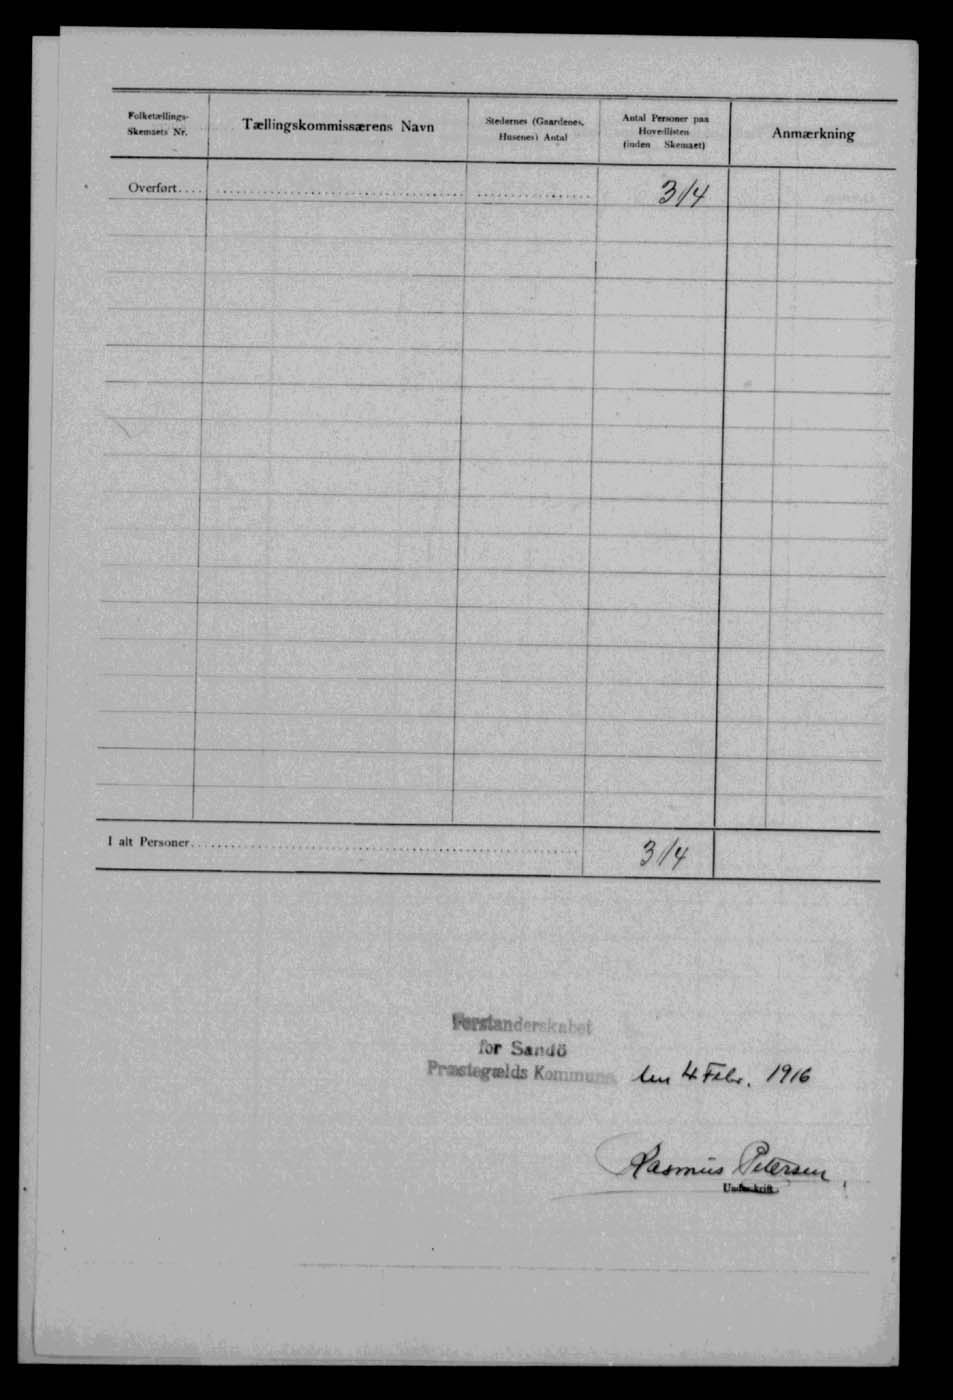 Folketællings-
Skemaets Nr.
Tællingskommissærens Navn
Stedernes (Gaardenes,
Husenes) Antal
Antal Personer paa
Hovedlisten
(inden Skemaet)
Anmærkning
Overført.... 314
I alt Personer. 314
Forstanderskabet
for Sandö
Præstegælds Kommune
den 4 Febr. 1916
Rasmus Petersen
Underskrift.